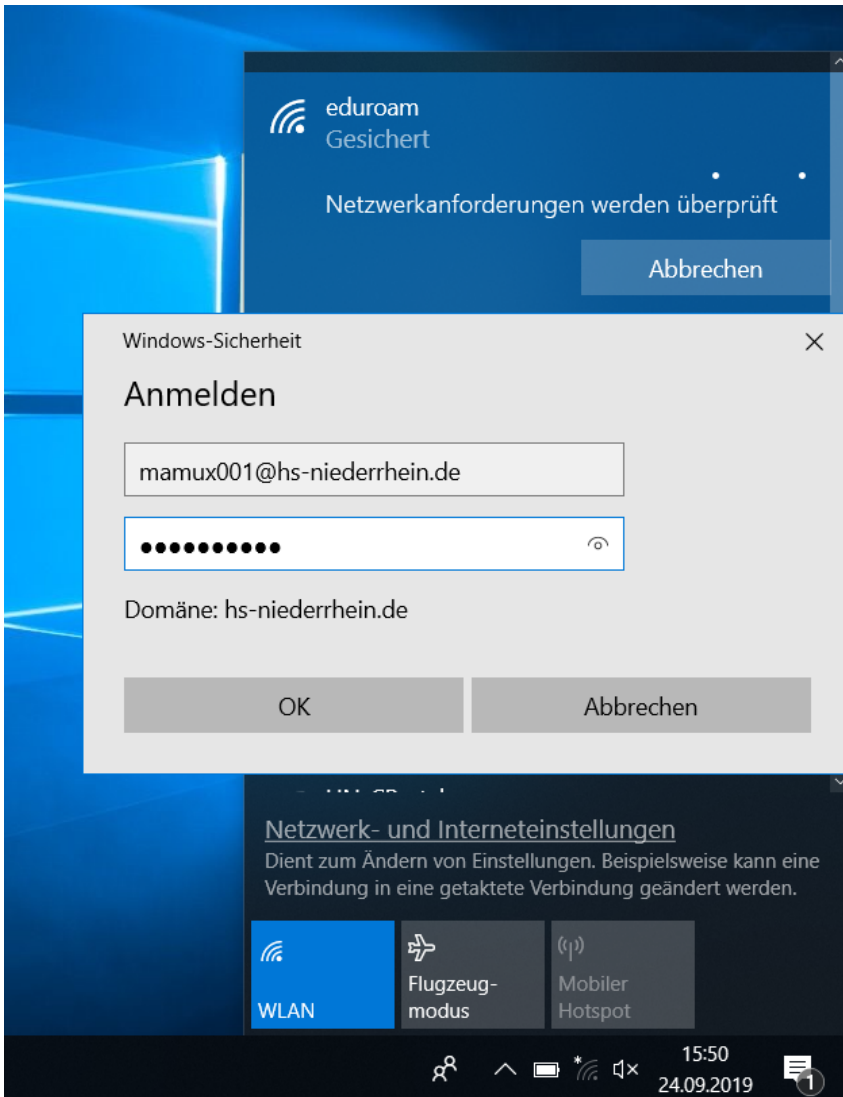 eduroam
Gesichert
Netzwerkanforderungen werden überprüft
Abbrechen
Windows-Sicherheit
Anmelden
mamux001@hs-niederrhein.de
●●●●●●●●●●
Domäne: hs-niederrhein.de
OK
Abbrechen
Netzwerk- und Interneteinstellungen
Dient zum Ändern von Einstellungen. Beispielsweise kann eine
Verbindung in eine getaktete Verbindung geändert werden.
WLAN
Flugzeug-
modus
Mobiler
Hotspot
15:50
24.09.2019
1